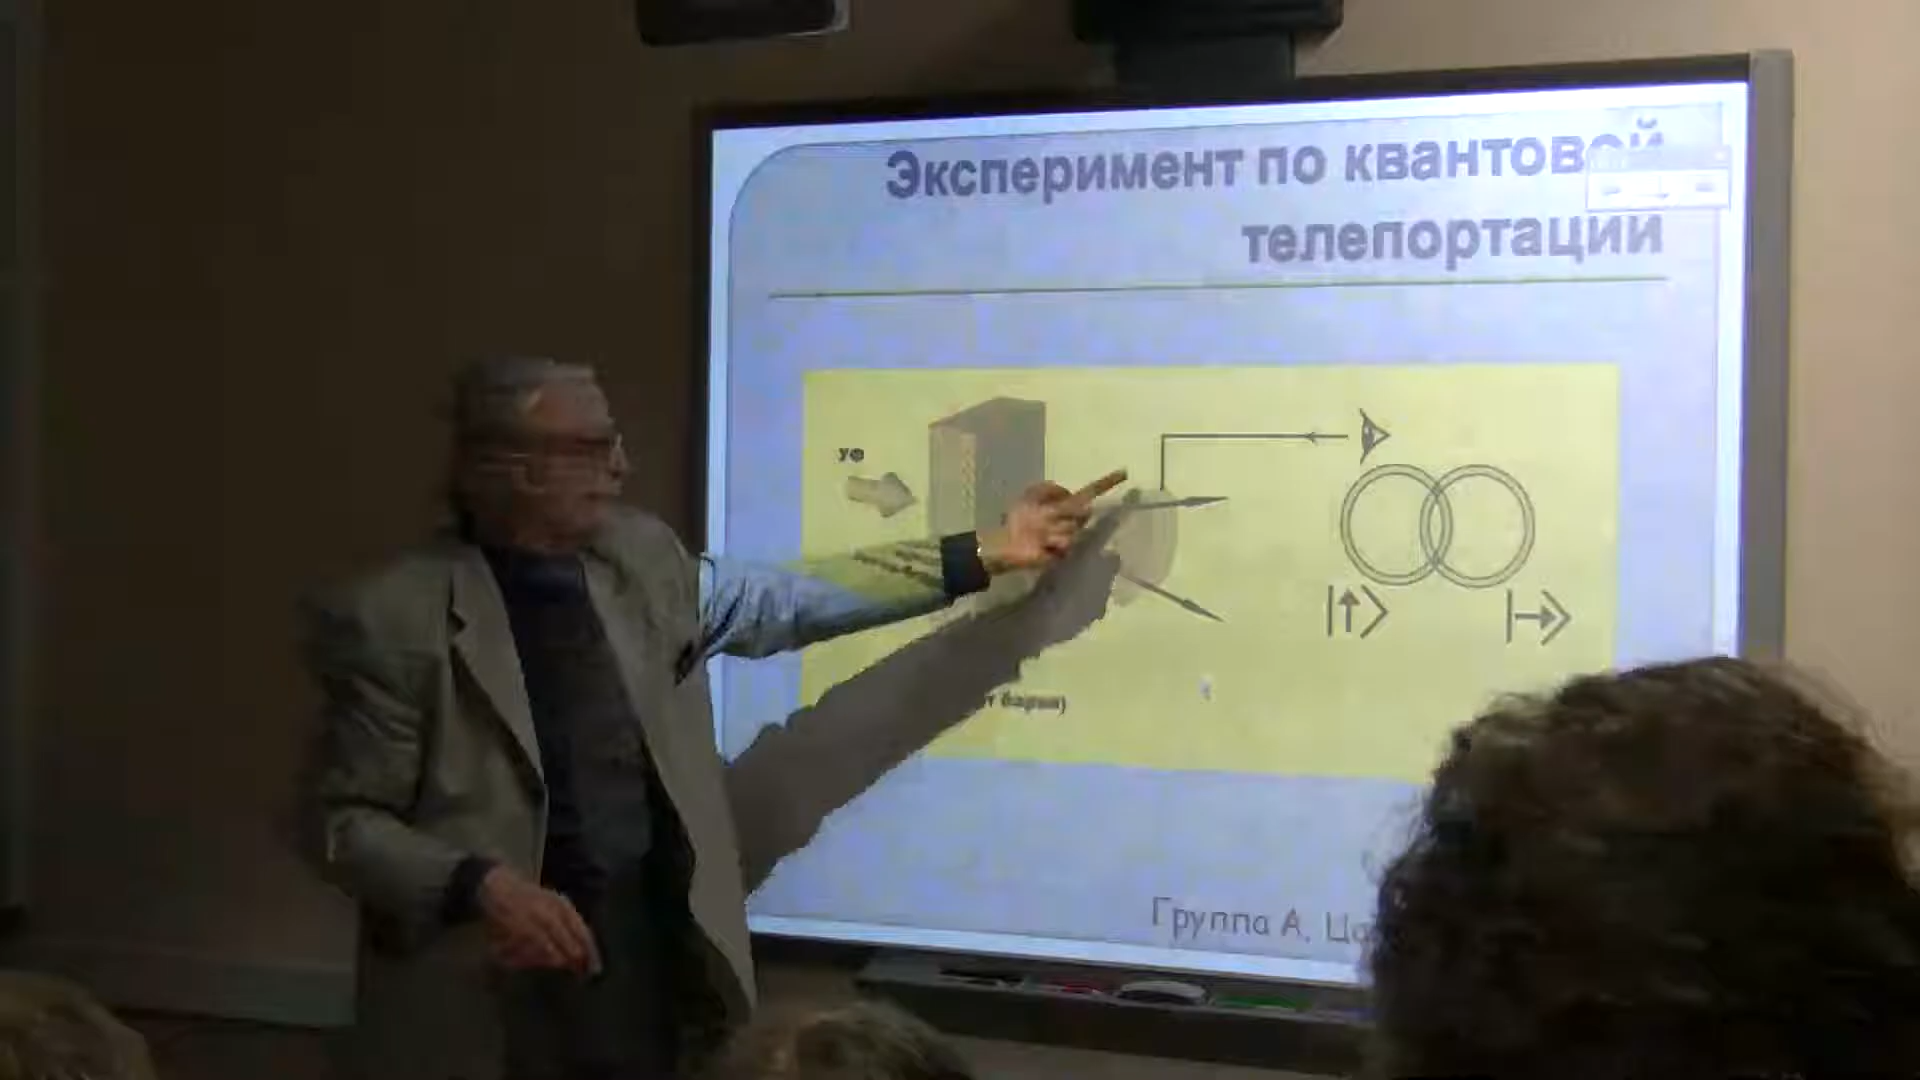 Эксперимент по квантовой
телепортации
УФ
|↑〉
|→〉
Группа А.